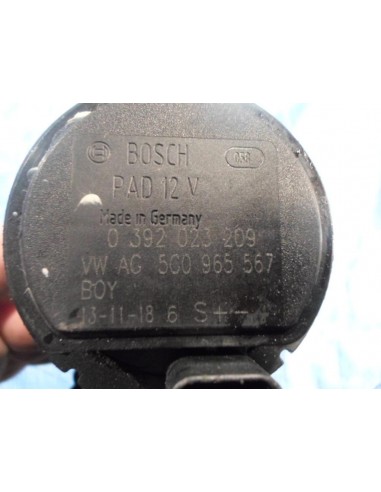 BOSCH
PAD 12 V
Made in Germany
0 392 023 209
VW AG 5G0 965 567
BOY
13-11-18 6 S+--